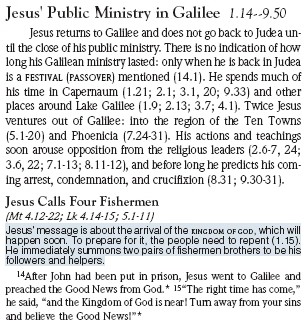 Jesus' Public Ministry in Galilee 1.14--9.50
Jesus returns to Galilee and does not go back to Judea un-
til the close of his public ministry. There is no indication of how
long his Galilean ministry lasted: only when he is back in Judea
is a FESTIVAL (PASSOVER) mentioned (14.1). He spends much of
his time in Capernaum (1.21; 2.1; 3.1, 20; 9.33) and other
places around Lake Galilee (1.9; 2.13; 3.7; 4.1). Twice Jesus
ventures out of Galilee: into the region of the Ten Towns
(5.1-20) and Phoenicia (7.24-31). His actions and teachings
soon arouse opposition from the religious leaders (2.6-7, 24;
3.6, 22; 7.1-13; 8.11-12), and before long he predicts his com-
ing arrest, condemnation, and crucifixion (8.31; 9.30-31).
Jesus Calls Four Fishermen
(Mt 4.12-22; Lk 4.14-15; 5.1-11)
Jesus' message is about the arrival of the KINGDOM OF GOD, which will
happen soon. To prepare for it, the people need to repent (1.15).
He immediately summons two pairs of fishermen brothers to be his
followers and helpers.
14After John had been put in prison, Jesus went to Galilee and
preached the Good News from God.* 15"The right time has come,"
he said, "and the Kingdom of God is near! Turn away from your sins
and believe the Good News!"*